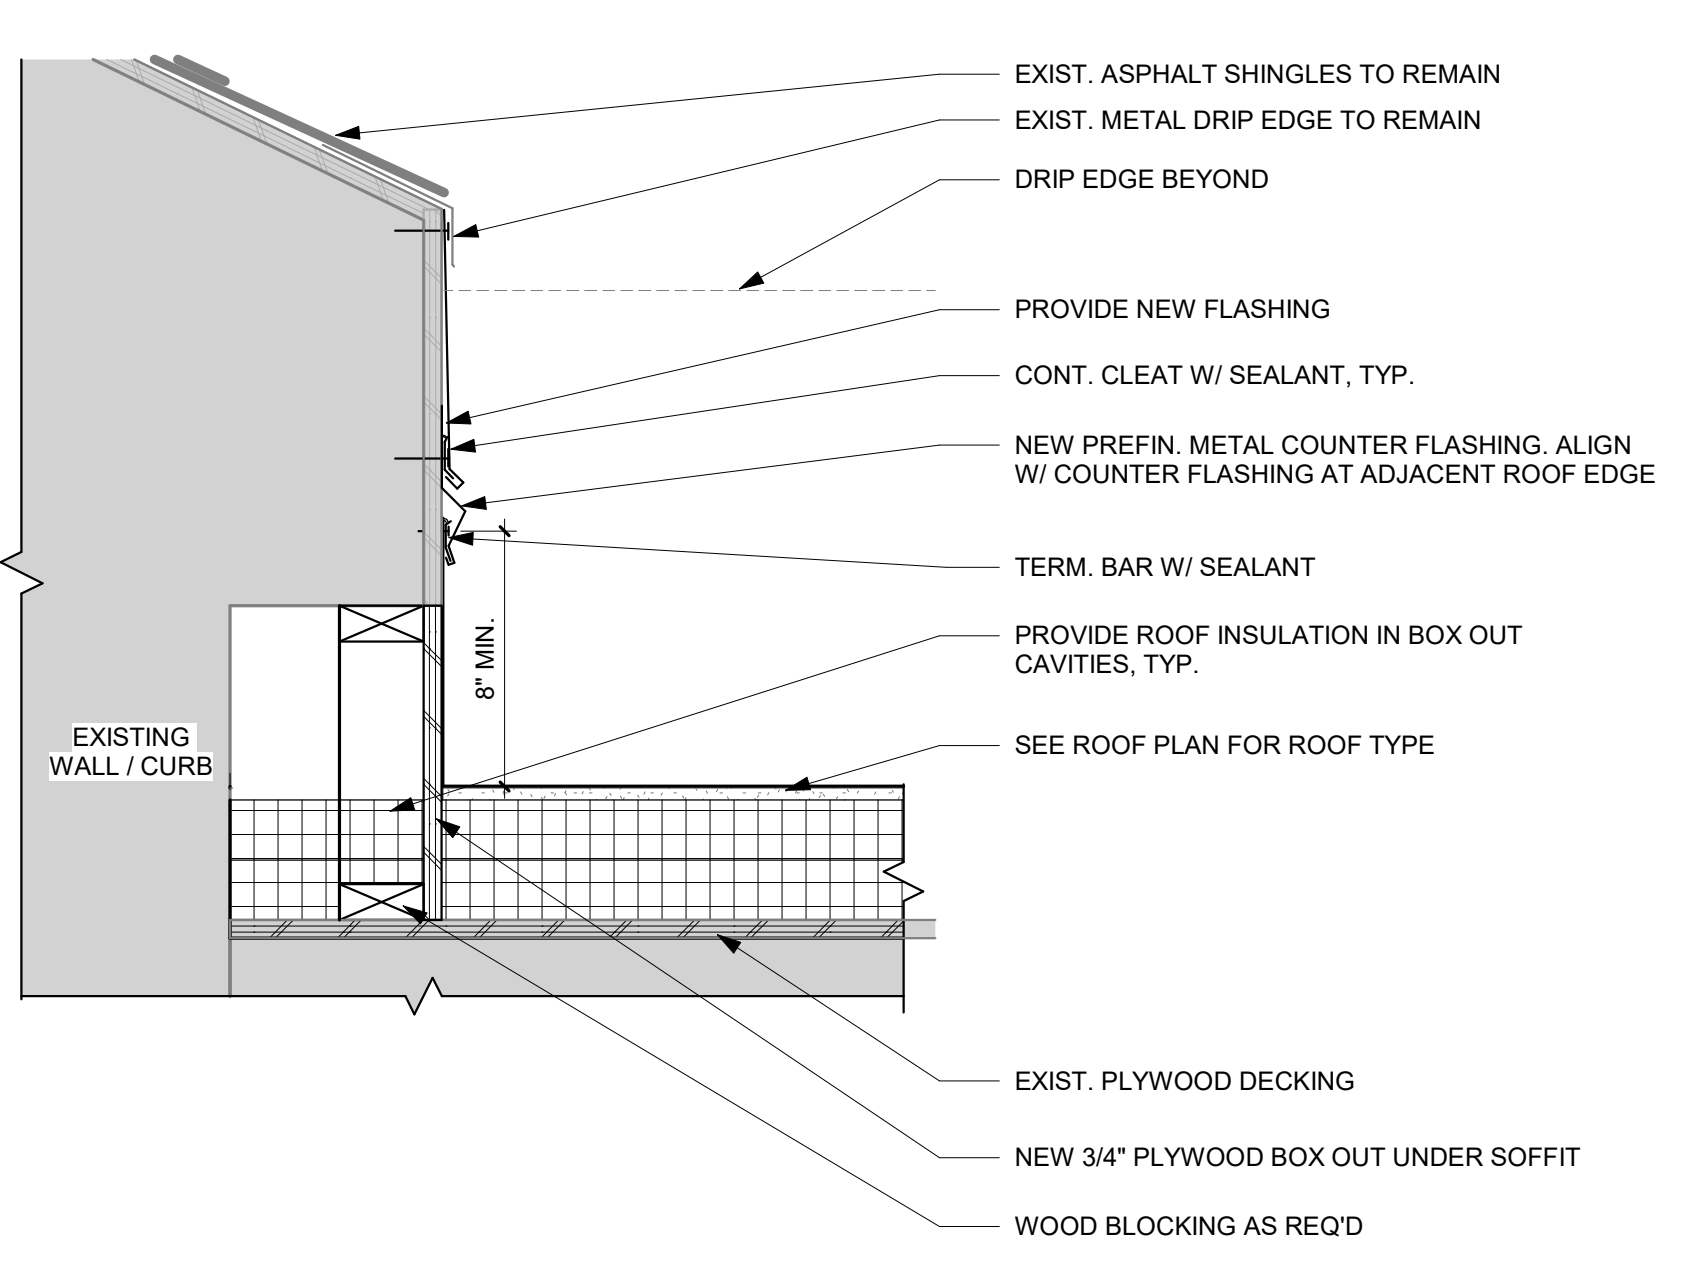 EXIST. ASPHALT SHINGLES TO REMAIN
EXIST. METAL DRIP EDGE TO REMAIN
DRIP EDGE BEYOND
PROVIDE NEW FLASHING
CONT. CLEAT W/ SEALANT, TYP.
NEW PREFIN. METAL COUNTER FLASHING. ALIGN
W/ COUNTER FLASHING AT ADJACENT ROOF EDGE
TERM. BAR W/ SEALANT
PROVIDE ROOF INSULATION IN BOX OUT
CAVITIES, TYP.
8" MIN.
SEE ROOF PLAN FOR ROOF TYPE
EXISTING
WALL / CURB
EXIST. PLYWOOD DECKING
NEW 3/4" PLYWOOD BOX OUT UNDER SOFFIT
WOOD BLOCKING AS REQ'D